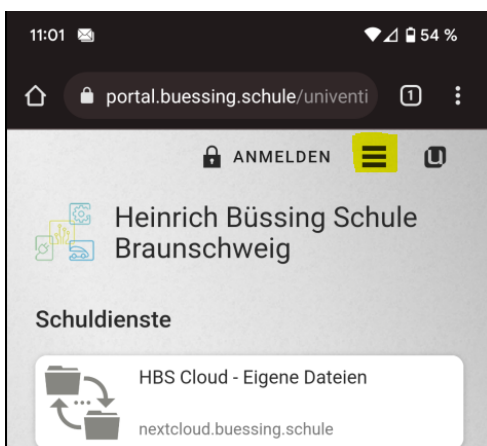 11:01 54 %
portal.buessing.schule/univenti 1
ANMELDEN
Heinrich Büssing Schule
Braunschweig
Schuldienste
HBS Cloud - Eigene Dateien
nextcloud.buessing.schule